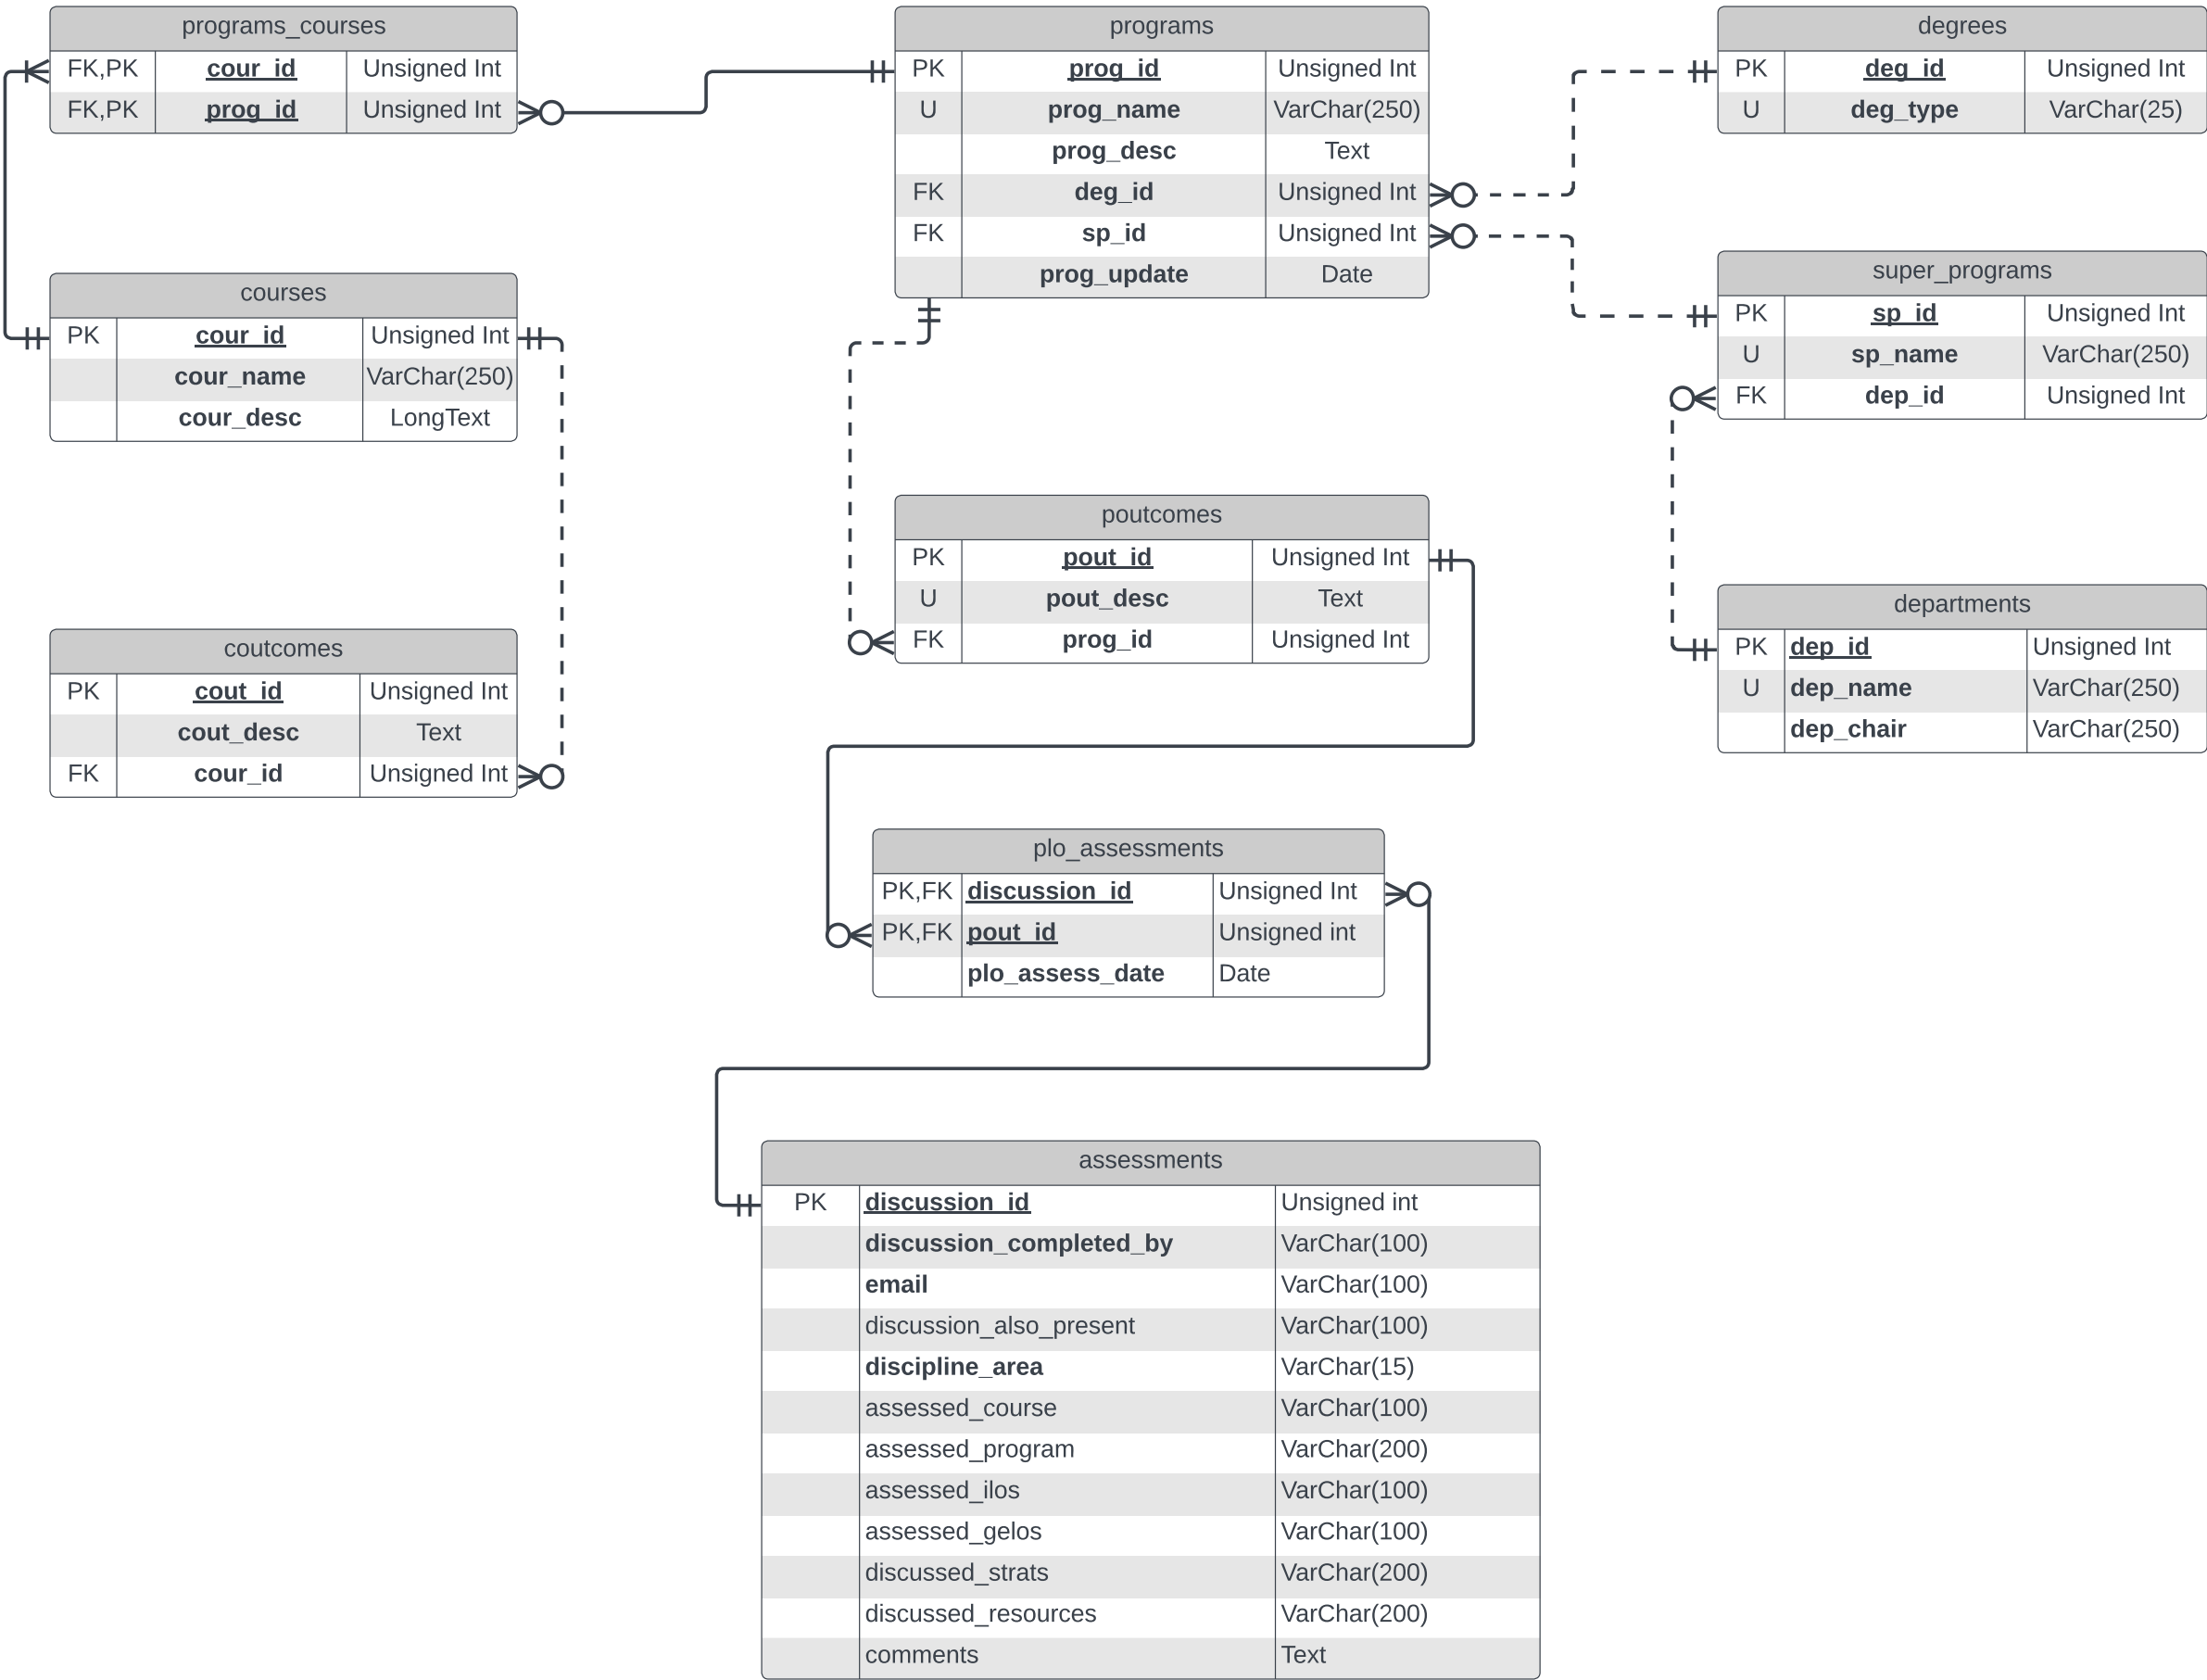 programs_courses
FK,PK cour_id Unsigned Int
FK,PK prog_id Unsigned Int
programs
PK prog_id Unsigned Int
U prog_name VarChar(250)
prog_desc Text
FK deg_id Unsigned Int
FK sp_id Unsigned Int
prog_update Date
degrees
PK deg_id Unsigned Int
U deg_type VarChar(25)
courses
PK cour_id Unsigned Int
cour_name VarChar(250)
cour_desc LongText
super_programs
PK sp_id Unsigned Int
U sp_name VarChar(250)
FK dep_id Unsigned Int
poutcomes
PK pout_id Unsigned Int
U pout_desc Text
FK prog_id Unsigned Int
departments
PK dep_id Unsigned Int
U dep_name VarChar(250)
dep_chair VarChar(250)
coutcomes
PK cout_id Unsigned Int
cout_desc Text
FK cour_id Unsigned Int
plo_assessments
PK,FK discussion_id Unsigned Int
PK,FK pout_id Unsigned int
plo_assess_date Date
assessments
PK discussion_id Unsigned int
discussion_completed_by VarChar(100)
email VarChar(100)
discussion_also_present VarChar(100)
discipline_area VarChar(15)
assessed_course VarChar(100)
assessed_program VarChar(200)
assessed_ilos VarChar(100)
assessed_gelos VarChar(100)
discussed_strats VarChar(200)
discussed_resources VarChar(200)
comments Text